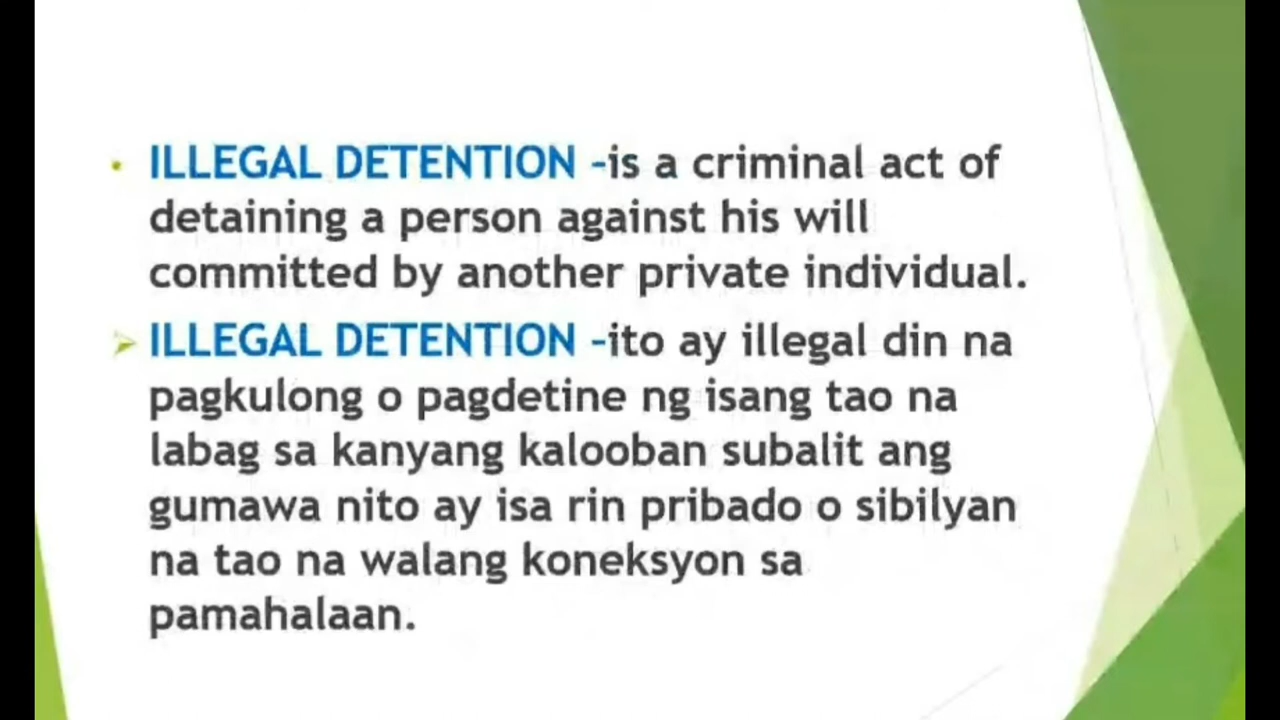 ILLEGAL DETENTION -is a criminal act of
detaining a person against his will
committed by another private individual.
ILLEGAL DETENTION -ito ay illegal din na
pagkulong o pagdetine ng isang tao na
labag sa kanyang kalooban subalit ang
gumawa nito ay isa rin pribado o sibilyan
na tao na walang koneksyon sa
pamahalaan.